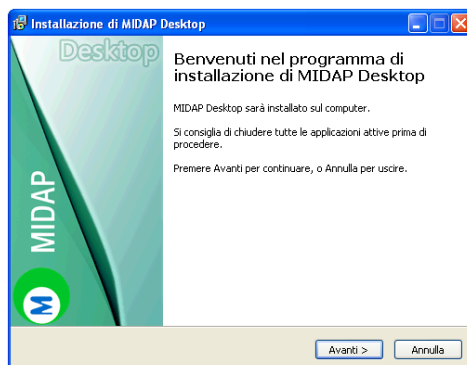 Installazione di MIDAP Desktop
Desktop
MIDAP
M
Benvenuti nel programma di
installazione di MIDAP Desktop
MIDAP Desktop sarà installato sul computer.
Si consiglia di chiudere tutte le applicazioni attive prima di
procedere.
Premere Avanti per continuare, o Annulla per uscire.
Avanti >
Annulla